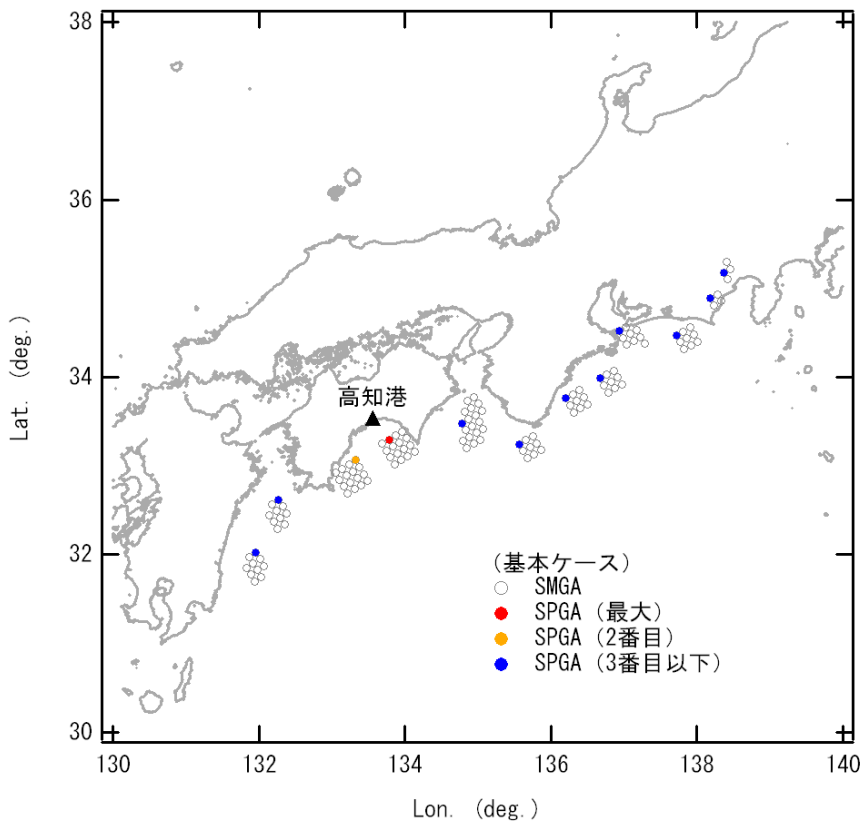 38
36
34
32
30
Lat. (deg.)
高知港
(基本ケース)
SMGA
SPGA (最大)
SPGA (2番目)
SPGA (3番目以下)
130 132 134 136 138 140
Lon. (deg.)